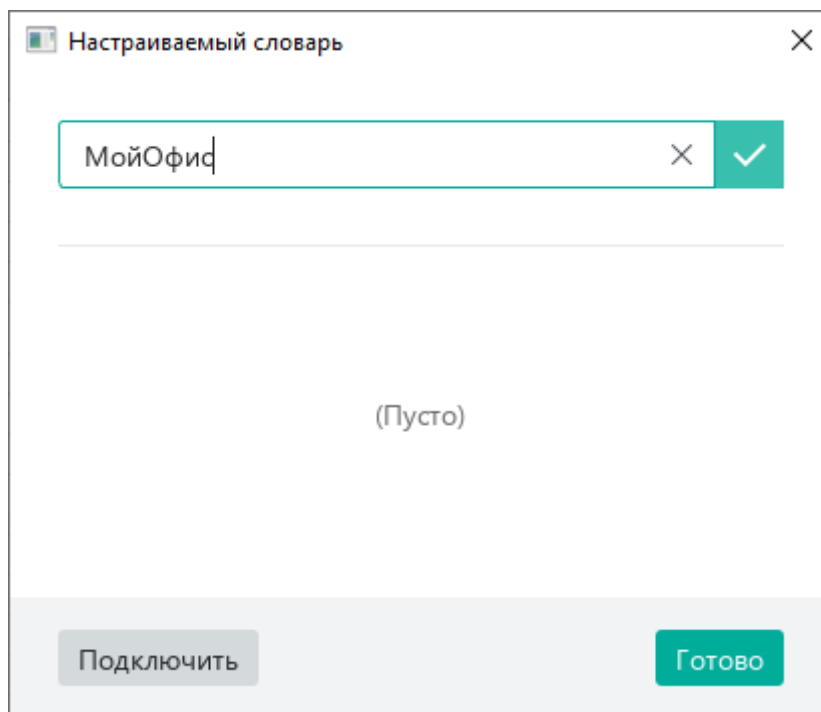 Настраиваемый словарь
МойОфис
(Пусто)
Подключить
Готово